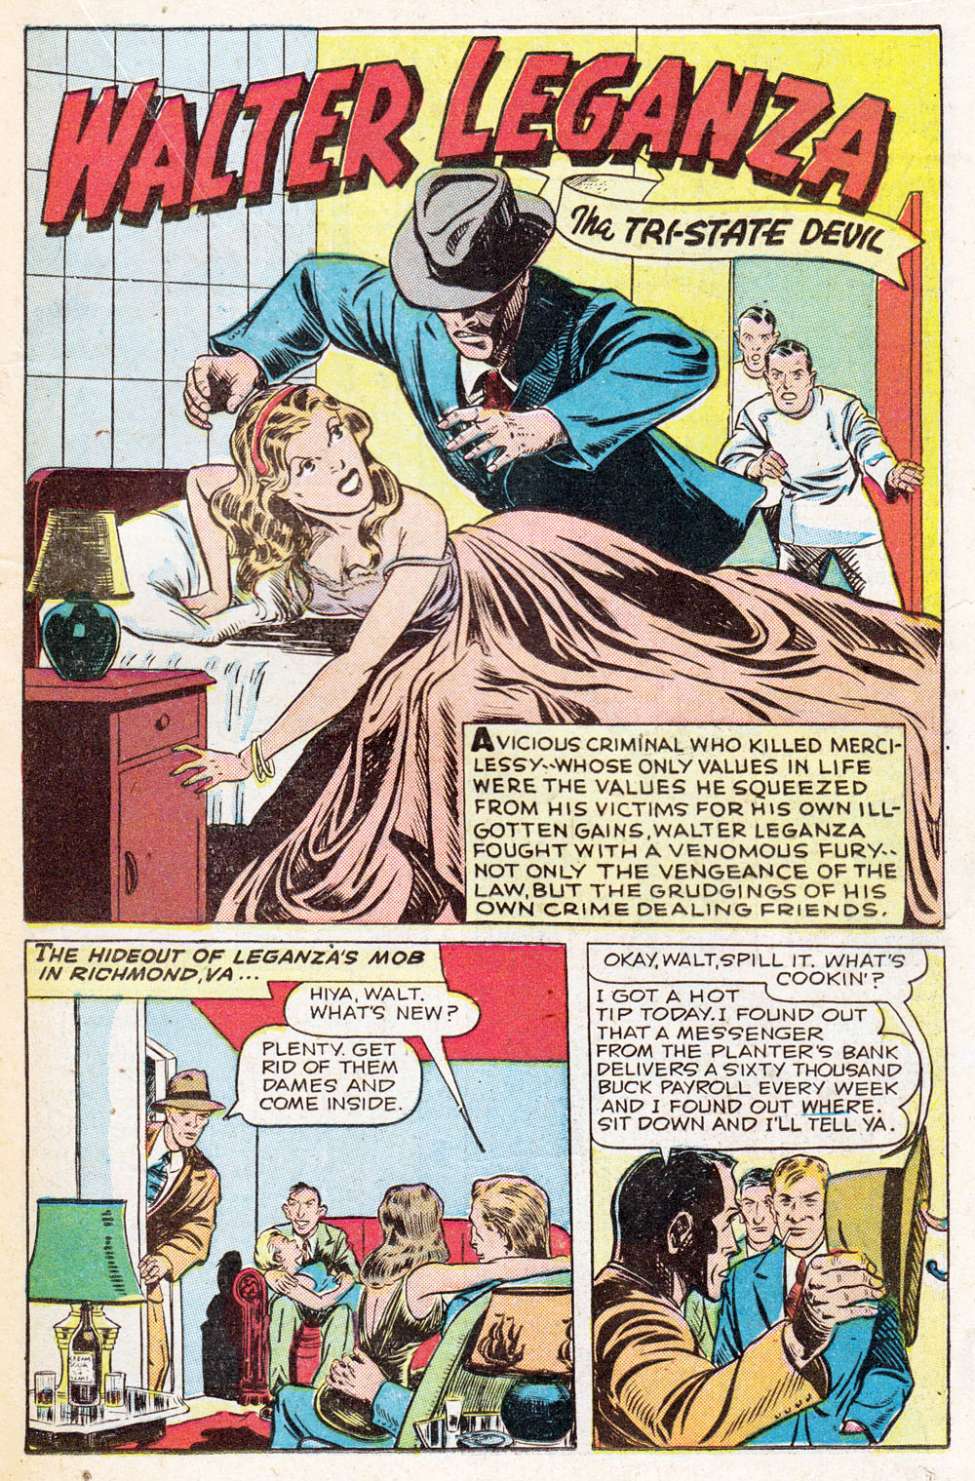 WALTER LEGANZA
Tha TRI-STATE DEVIL
A VICIOUS CRIMINAL WHO KILLED MERCI-
LESSY--WHOSE ONLY VALUES IN LIFE
WERE THE VALUES HE SQUEEZED
FROM HIS VICTIMS FOR HIS OWN ILL-
GOTTEN GAINS, WALTER LEGANZA
FOUGHT WITH A VENOMOUS FURY--
NOT ONLY THE VENGEANCE OF THE
LAW, BUT THE GRUDGINGS OF HIS
OWN CRIME DEALING FRIENDS.
THE HIDEOUT OF LEGANZA'S MOB
IN RICHMOND, VA ...
HIYA, WALT.
WHAT'S NEW?
PLENTY. GET
RID OF THEM
DAMES AND
COME INSIDE.
OKAY, WALT, SPILL IT. WHAT'S
COOKIN'?
I GOT A HOT
TIP TODAY. I FOUND OUT
THAT A MESSENGER
FROM THE PLANTER'S BANK
DELIVERS A SIXTY THOUSAND
BUCK PAYROLL EVERY WEEK
AND I FOUND OUT WHERE.
SIT DOWN AND I'LL TELL YA.